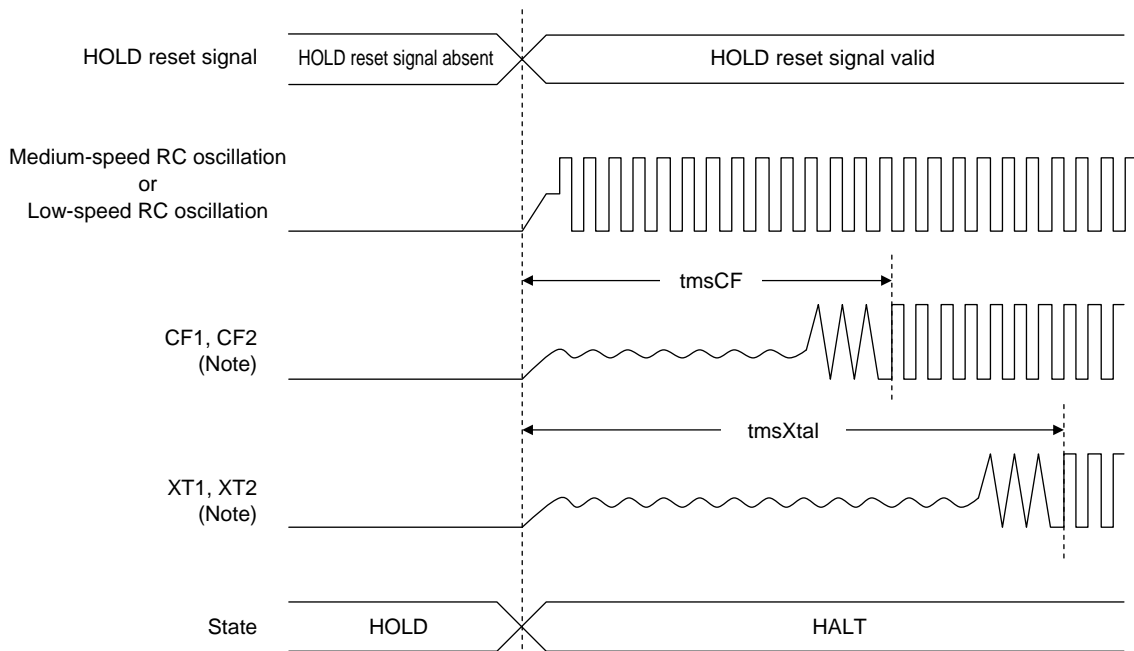 HOLD reset signal
HOLD reset signal absent
HOLD reset signal valid
Medium-speed RC oscillation
or
Low-speed RC oscillation
tmsCF
CF1, CF2
(Note)
tmsXtal
XT1, XT2
(Note)
State
HOLD
HALT